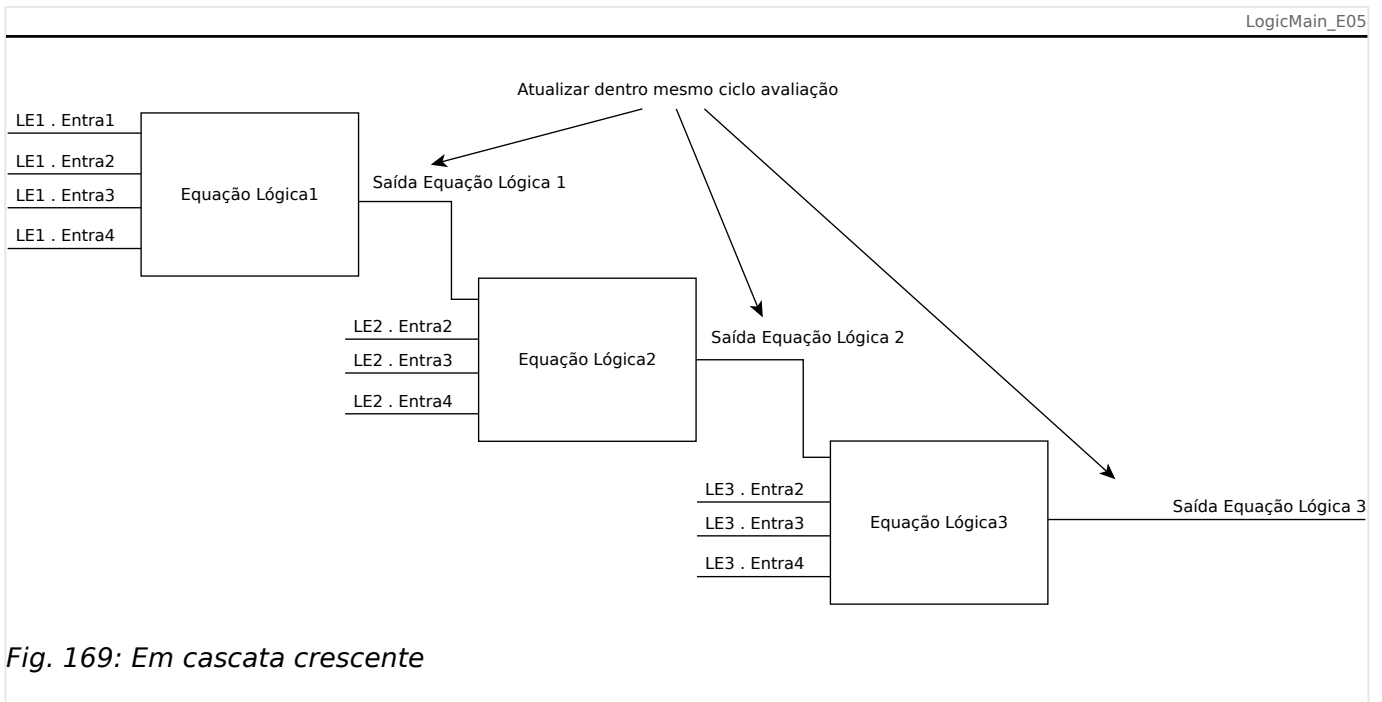 LogicMain_E05
Atualizar dentro mesmo ciclo avaliação
LE1 . Entra1
LE1 . Entra2
LE1 . Entra3
LE1 . Entra4
Equação Lógica1
Saída Equação Lógica 1
LE2 . Entra2
LE2 . Entra3
LE2 . Entra4
Equação Lógica2
Saída Equação Lógica 2
LE3 . Entra2
LE3 . Entra3
LE3 . Entra4
Equação Lógica3
Saída Equação Lógica 3
Fig. 169: Em cascata crescente